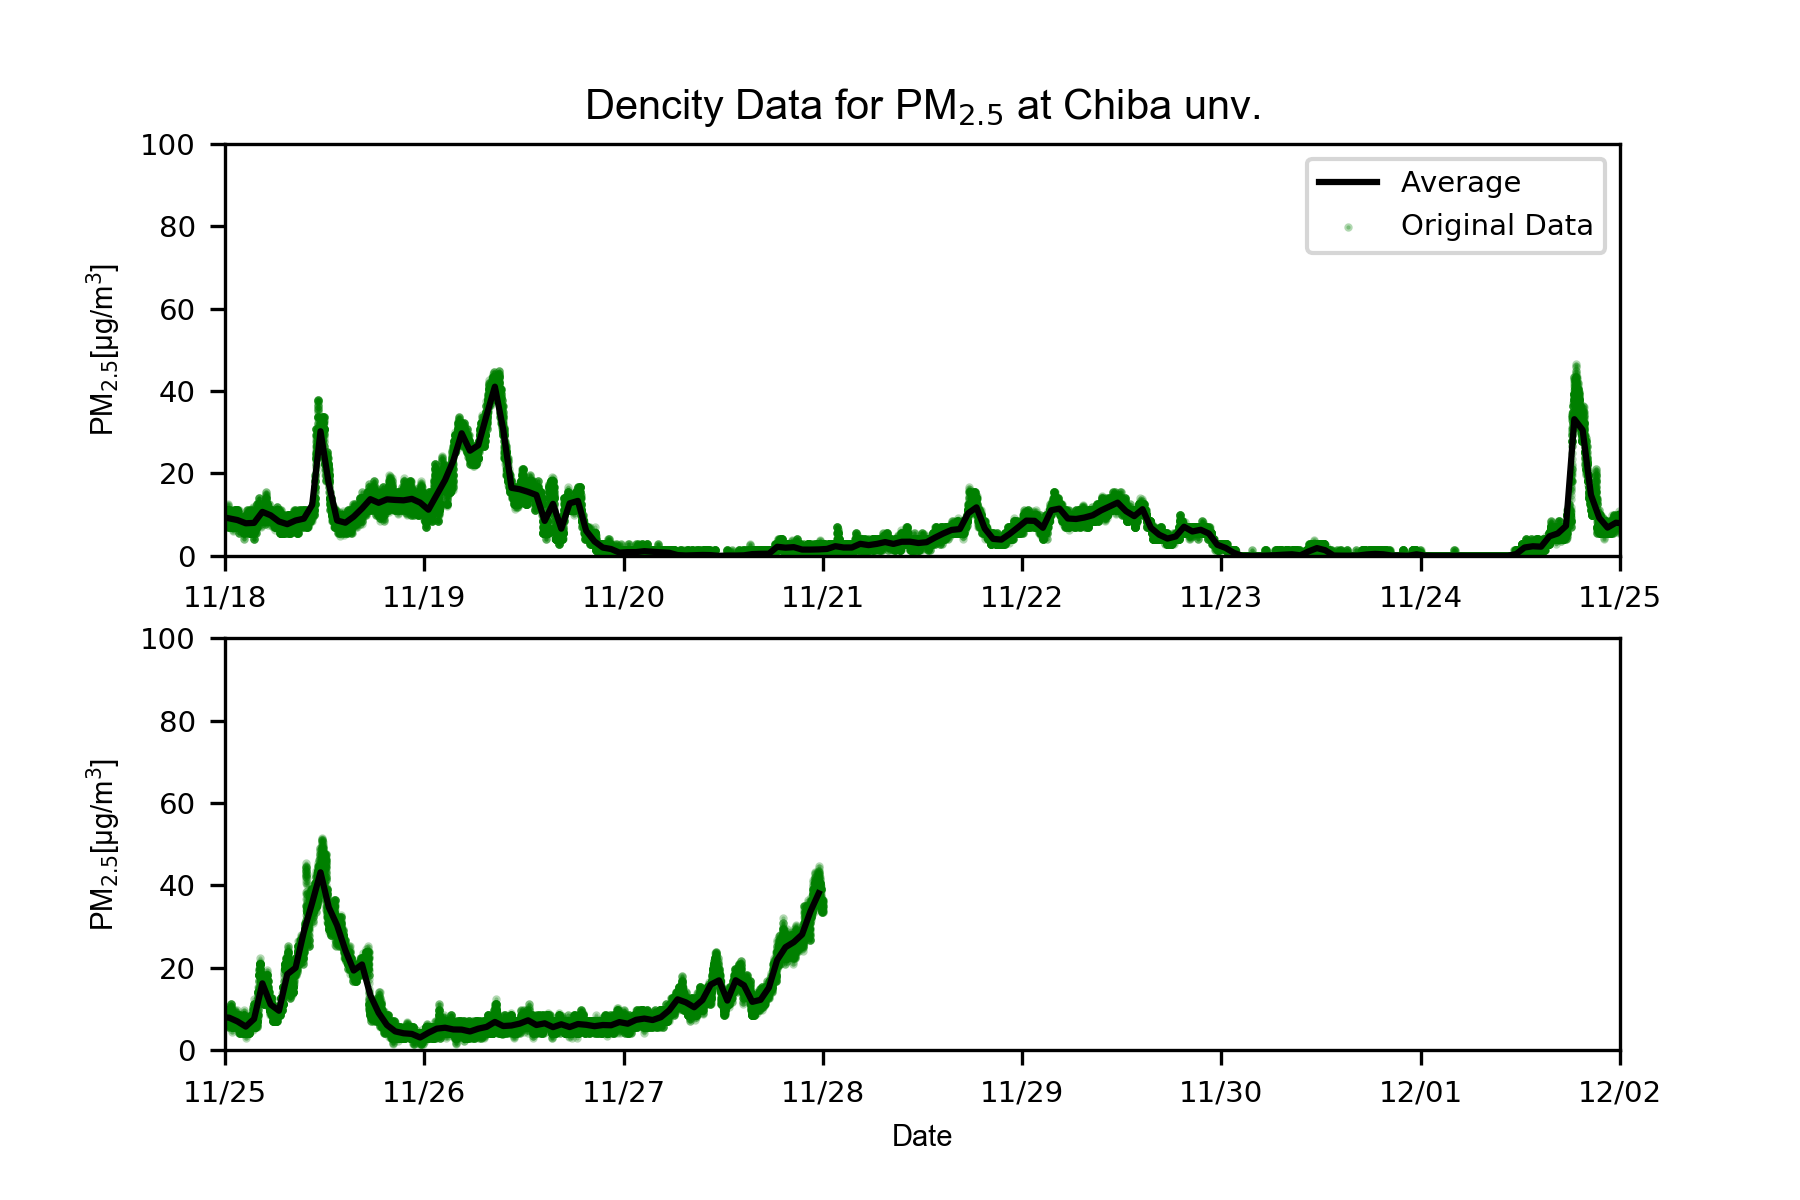 Dencity Data for PM2.5 at Chiba unv.
100
80
60
40
20
0
PM2.5[µg/m3]
Average
Original Data
11/18 11/19 11/20 11/21 11/22 11/23 11/24 11/25
100
80
60
40
20
0
PM2.5[µg/m3]
11/25 11/26 11/27 11/28 11/29 11/30 12/01 12/02
Date